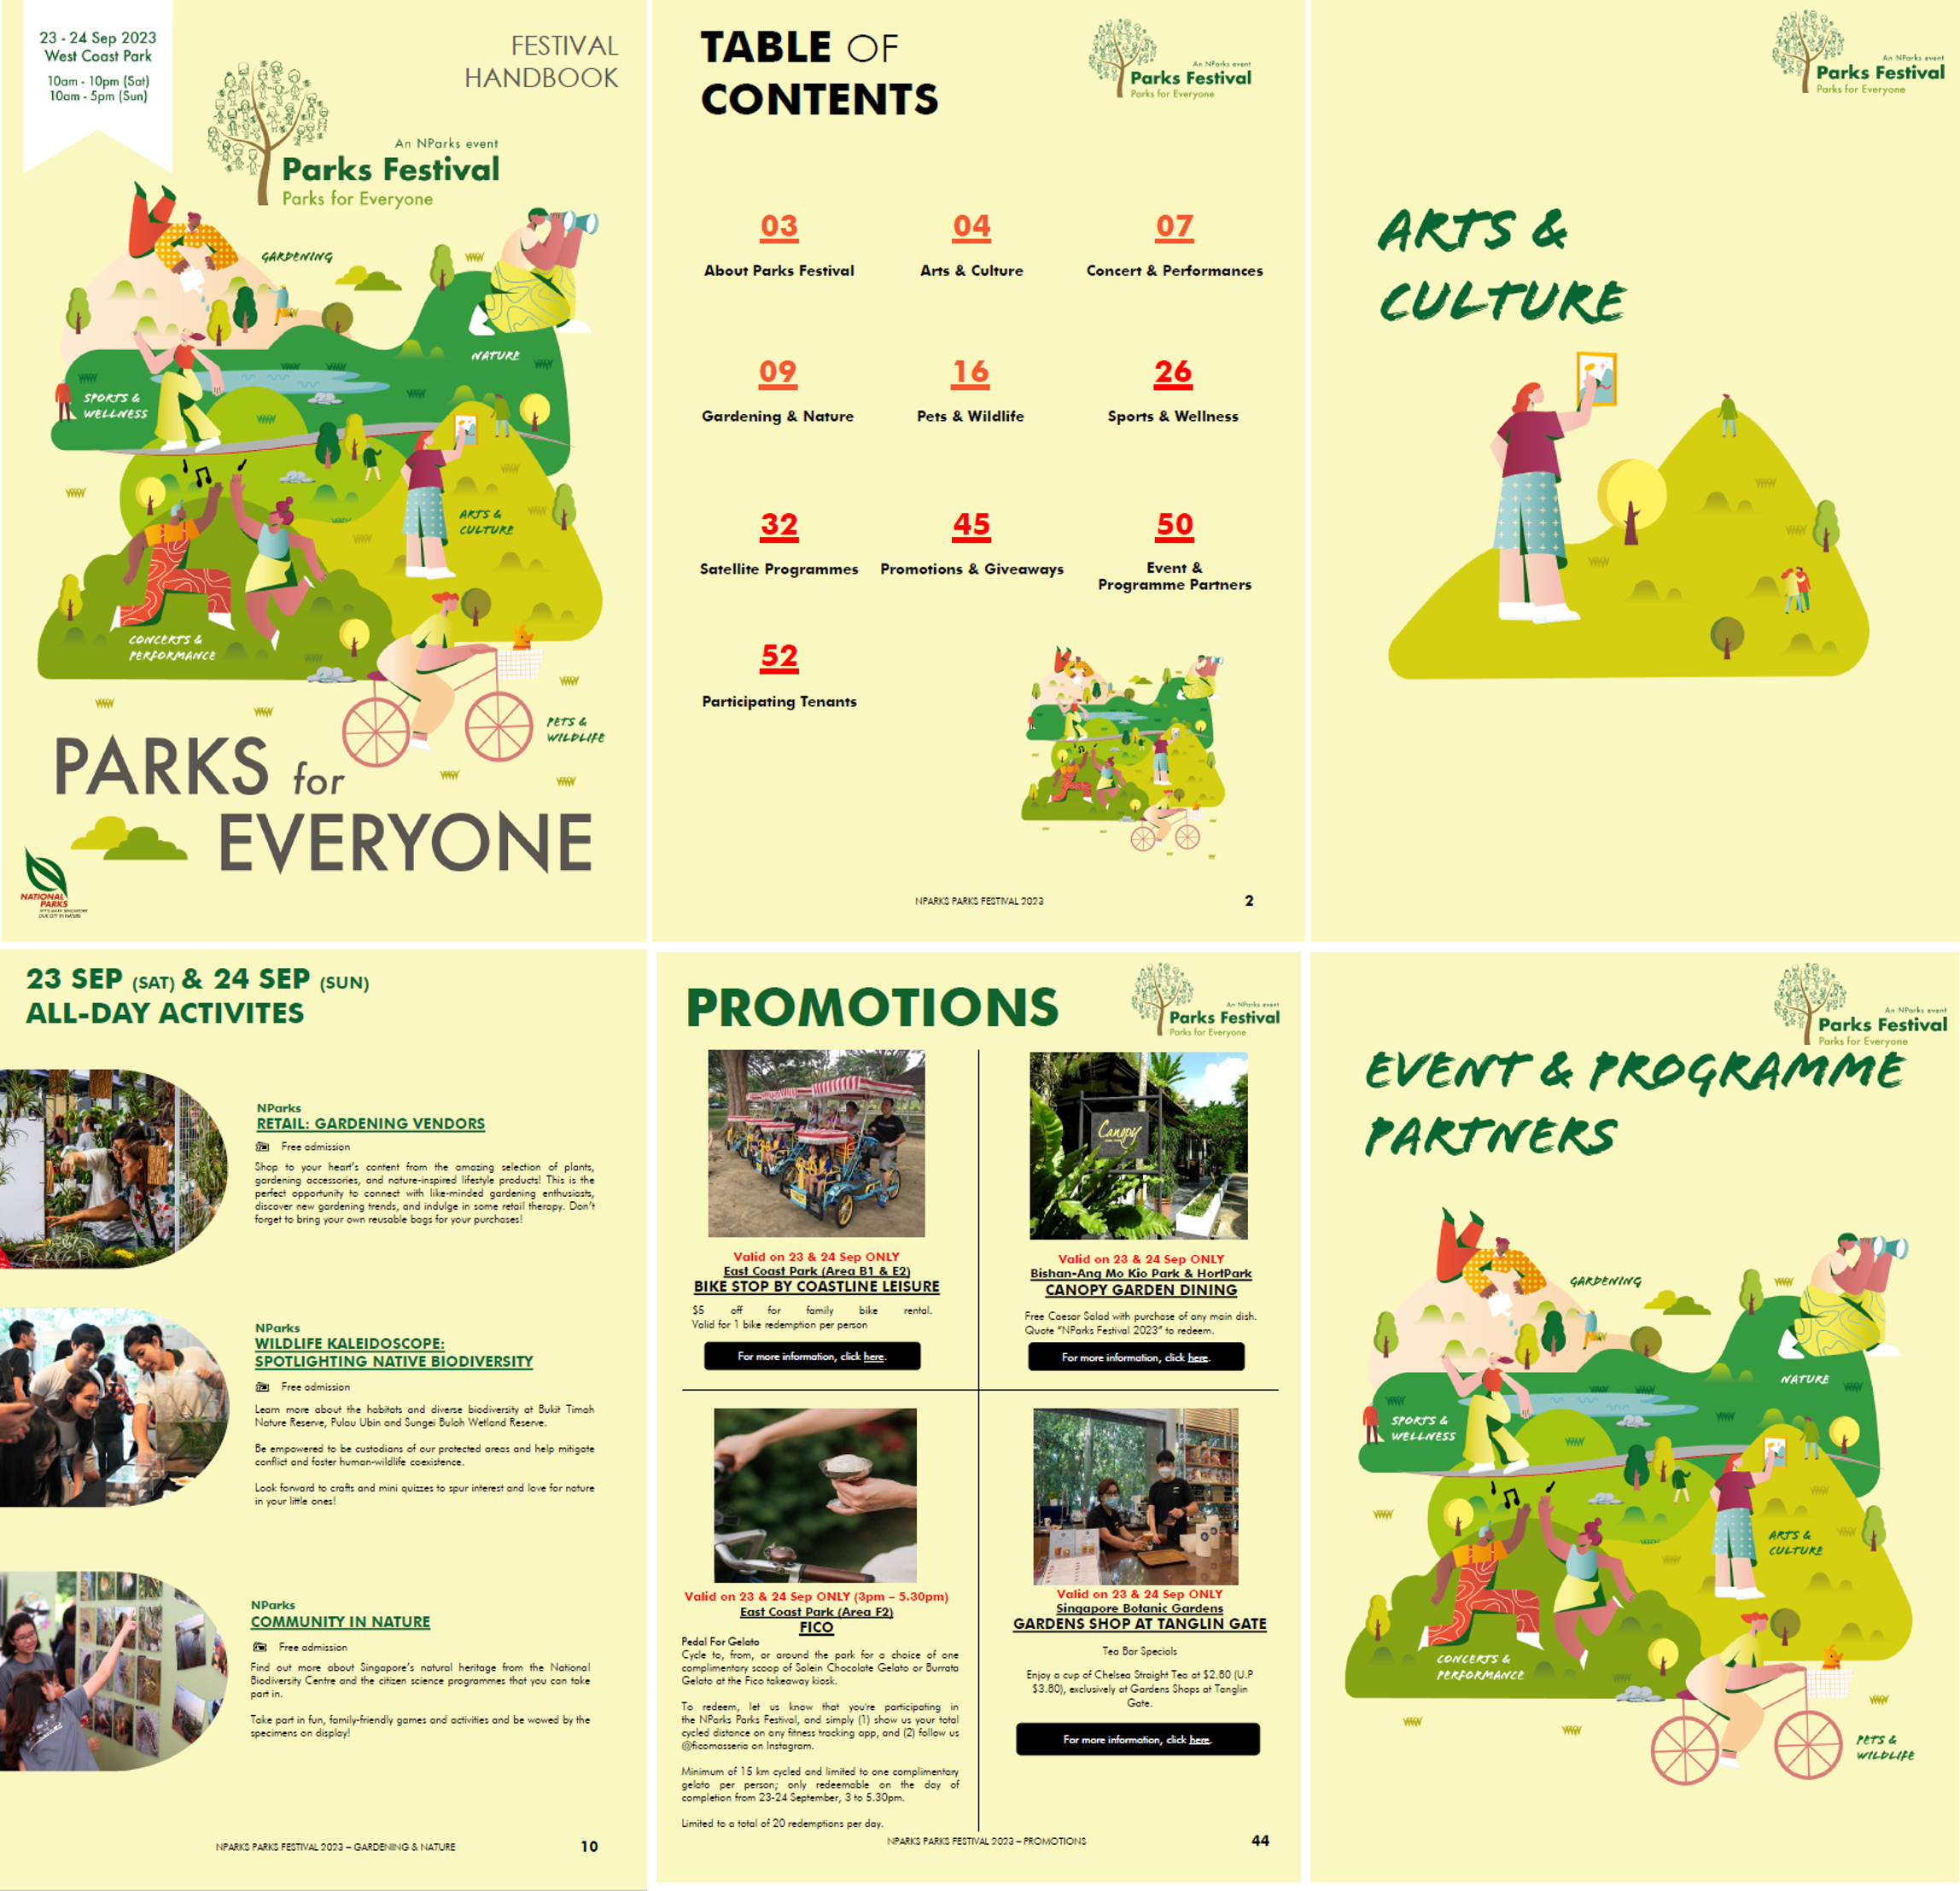 23 - 24 Sep 2023
West Coast Park
10am - 10pm (Sat)
10am - 5pm (Sun)
FESTIVAL
HANDBOOK
An NParks event
Parks Festival
Parks for Everyone
GARDENING
NATURE
SPORTS &
WELLNESS
ARTS &
CULTURE
CONCERTS &
PERFORMANCE
PETS &
WILDLIFE
PARKS for
EVERYONE
NATIONAL
PARKS
TABLE OF
CONTENTS
An NParks event
Parks Festival
Parks for Everyone
03
About Parks Festival
04
Arts & Culture
07
Concert & Performances
09
Gardening & Nature
16
Pets & Wildlife
26
Sports & Wellness
32
Satellite Programmes
45
Promotions & Giveaways
50
Event &
Programme Partners
52
Participating Tenants
NPARKS PARKS FESTIVAL 2023
2
An NParks event
Parks Festival
Parks for Everyone
ARTS &
CULTURE
23 SEP (SAT) & 24 SEP (SUN)
ALL-DAY ACTIVITES
NParks
RETAIL: GARDENING VENDORS
Free admission
Shop to your heart's content from the amazing selection of plants,
gardening accessories, and nature-inspired lifestyle products! This is the
perfect opportunity to connect with like-minded gardening enthusiasts,
discover new gardening trends, and indulge in some retail therapy. Don't
forget to bring your own reusable bags for your purchases!
NParks
WILDLIFE KALEIDOSCOPE:
SPOTLIGHTING NATIVE BIODIVERSITY
Free admission
Learn more about the habitats and diverse biodiversity at Bukit Timah
Nature Reserve, Pulau Ubin and Sungei Buloh Wetland Reserve.
Be empowered to be custodians of our protected areas and help mitigate
conflict and foster human-wildlife coexistence.
Look forward to crafts and mini quizzes to spur interest and love for nature
in your little ones!
NParks
COMMUNITY IN NATURE
Free admission
Find out more about Singapore's natural heritage from the National
Biodiversity Centre and the citizen science programmes that you can take
part in.
Take part in fun, family-friendly games and activities and be wowed by the
specimens on display!
NPARKS PARKS FESTIVAL 2023 – GARDENING & NATURE
10
PROMOTIONS
An NParks event
Parks Festival
Parks for Everyone
Valid on 23 & 24 Sep ONLY
East Coast Park (Area B1 & E2)
BIKE STOP BY COASTLINE LEISURE
$5 off for family bike rental.
Valid for 1 bike redemption per person
For more information, click here.
Canopy
Valid on 23 & 24 Sep ONLY
Bishan-Ang Mo Kio Park & HortPark
CANOPY GARDEN DINING
Free Caesar Salad with purchase of any main dish.
Quote "NParks Festival 2023" to redeem.
For more information, click here.
Valid on 23 & 24 Sep ONLY (3pm – 5.30pm)
East Coast Park (Area F2)
FICO
Pedal For Gelato
Cycle to, from, or around the park for a choice of one
complimentary scoop of Solein Chocolate Gelato or Burrata
Gelato at the Fico takeaway kiosk.
To redeem, let us know that you're participating in
the NParks Parks Festival, and simply (1) show us your total
cycled distance on any fitness tracking app, and (2) follow us
@ficomasseria on Instagram.
Minimum of 15 km cycled and limited to one complimentary
gelato per person; only redeemable on the day of
completion from 23-24 September, 3 to 5.30pm.
Limited to a total of 20 redemptions per day.
Valid on 23 & 24 Sep ONLY
Singapore Botanic Gardens
GARDENS SHOP AT TANGLIN GATE
Tea Bar Specials
Enjoy a cup of Chelsea Straight Tea at $2.80 (U.P
$3.80), exclusively at Gardens Shops at Tanglin
Gate.
For more information, click here.
NPARKS PARKS FESTIVAL 2023 – PROMOTIONS
44
An NParks event
Parks Festival
Parks for Everyone
EVENT & PROGRAMME
PARTNERS
GARDENING
NATURE
SPORTS &
WELLNESS
ARTS &
CULTURE
CONCERTS &
PERFORMANCE
PETS &
WILDLIFE